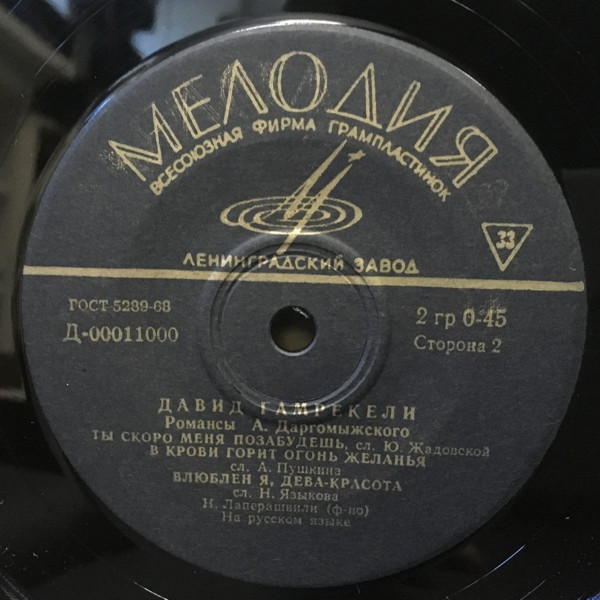 МЕЛОДИЯ
ВСЕСОЮЗНАЯ ФИРМА ГРАМПЛАСТИНОК
33
ЛЕНИНГРАДСКИЙ ЗАВОД
ГОСТ 5289-68
Д-00011000
2 гр 0-45
Сторона 2
ДАВИД ГАМРЕКЕЛИ
Романсы А. Даргомыжского
ТЫ СКОРО МЕНЯ ПОЗАБУДЕШЬ, сл. Ю. Жадовской
В КРОВИ ГОРИТ ОГОНЬ ЖЕЛАНЬЯ
сл. А. Пушкина
ВЛЮБЛЕН Я, ДЕВА-КРАСОТА
сл. Н. Языкова
Н. Лаперашвили (ф-но)
На русском языке